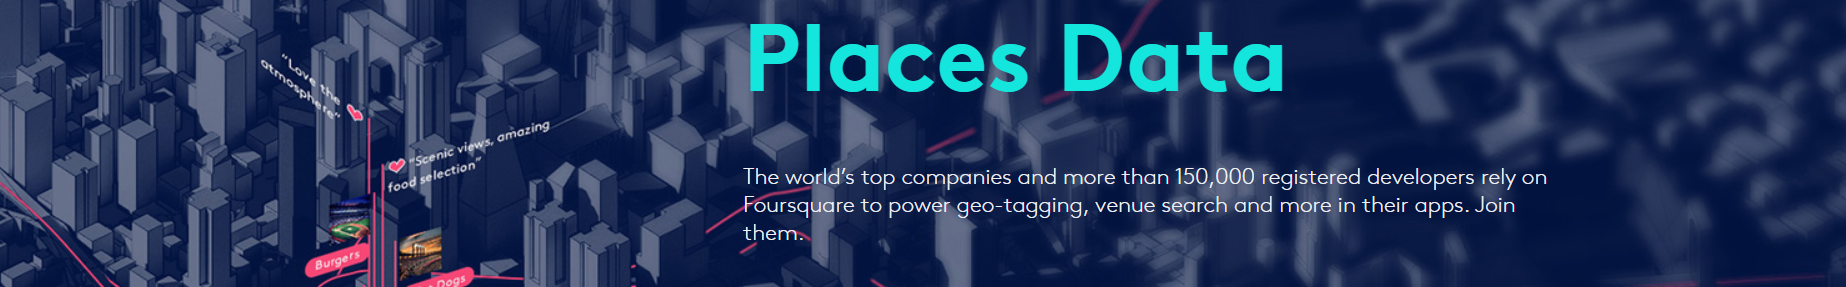 Places Data
"Love the
atmosphere"
"Scenic views, amazing
food selection"
The world's top companies and more than 150,000 registered developers rely on
Foursquare to power geo-tagging, venue search and more in their apps. Join
them.
Burgers
Dogs